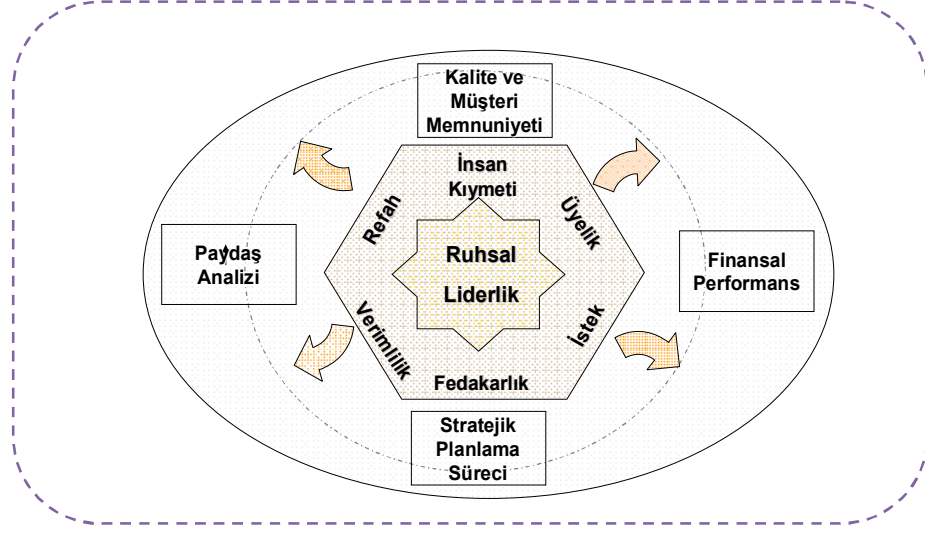 Kalite ve
Müşteri
Memnuniyeti
İnsan
Kıymeti
Refah
Üyelik
Paydaş
Analizi
Ruhsal
Liderlik
Finansal
Performans
Verimlilik
İstek
Fedakarlık
Stratejik
Planlama
Süreci